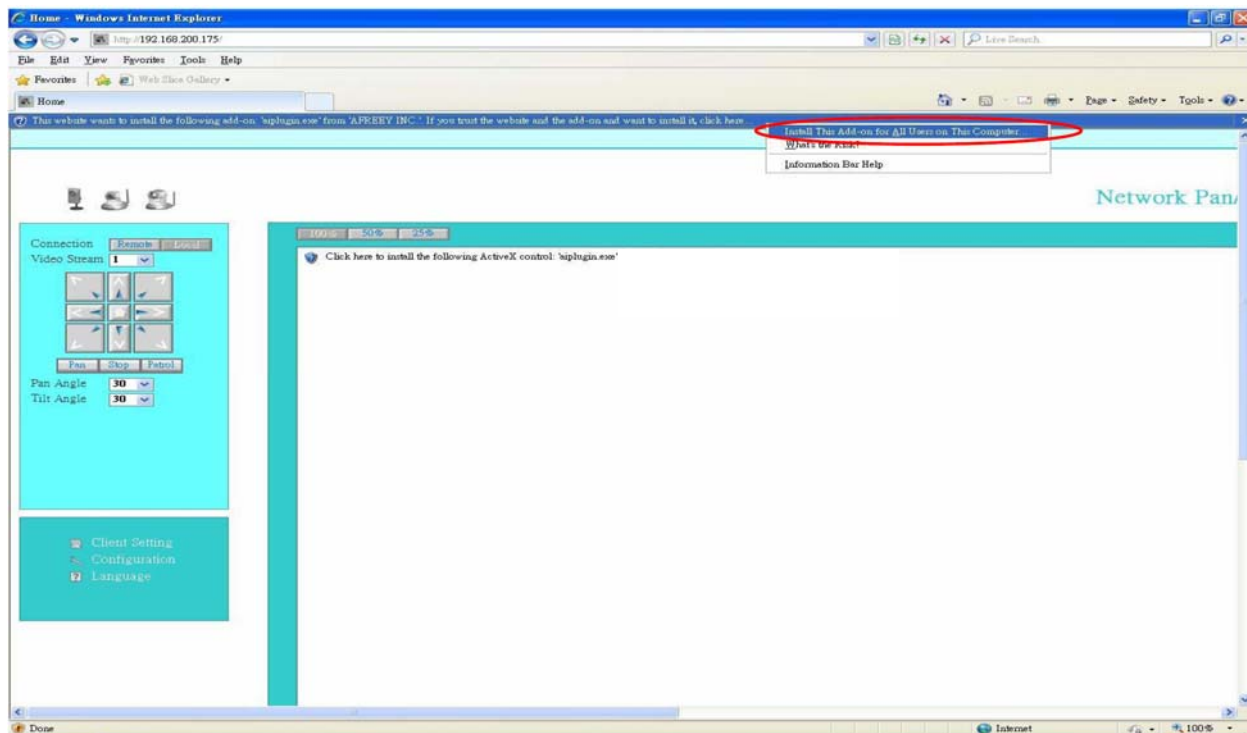 Home - Windows Internet Explorer
http://192.168.200.175/
Live Search
File Edit View Favorites Tools Help
Favorites Web Slice Gallery
Home
Page Safety Tools
This website wants to install the following add-on: 'aiplugin.exe' from 'AFREEY INC.'. If you trust the website and the add-on and want to install it, click here...
Install This Add-on for All Users on This Computer...
What's the Risk?
Information Bar Help
Network Pan/
Connection Remote Local
Video Stream 1
100% 50% 25%
Click here to install the following ActiveX control: 'aiplugin.exe'
Pan Stop Patrol
Pan Angle 30
Tilt Angle 30
Client Setting
Configuration
Language
Done
Internet
100%